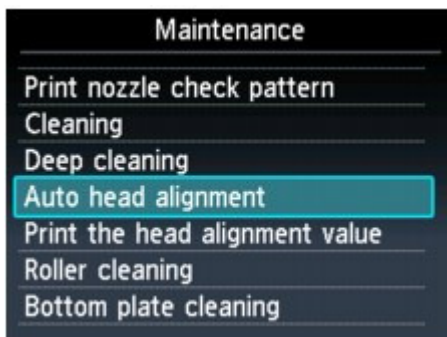 Maintenance
Print nozzle check pattern
Cleaning
Deep cleaning
Auto head alignment
Print the head alignment value
Roller cleaning
Bottom plate cleaning